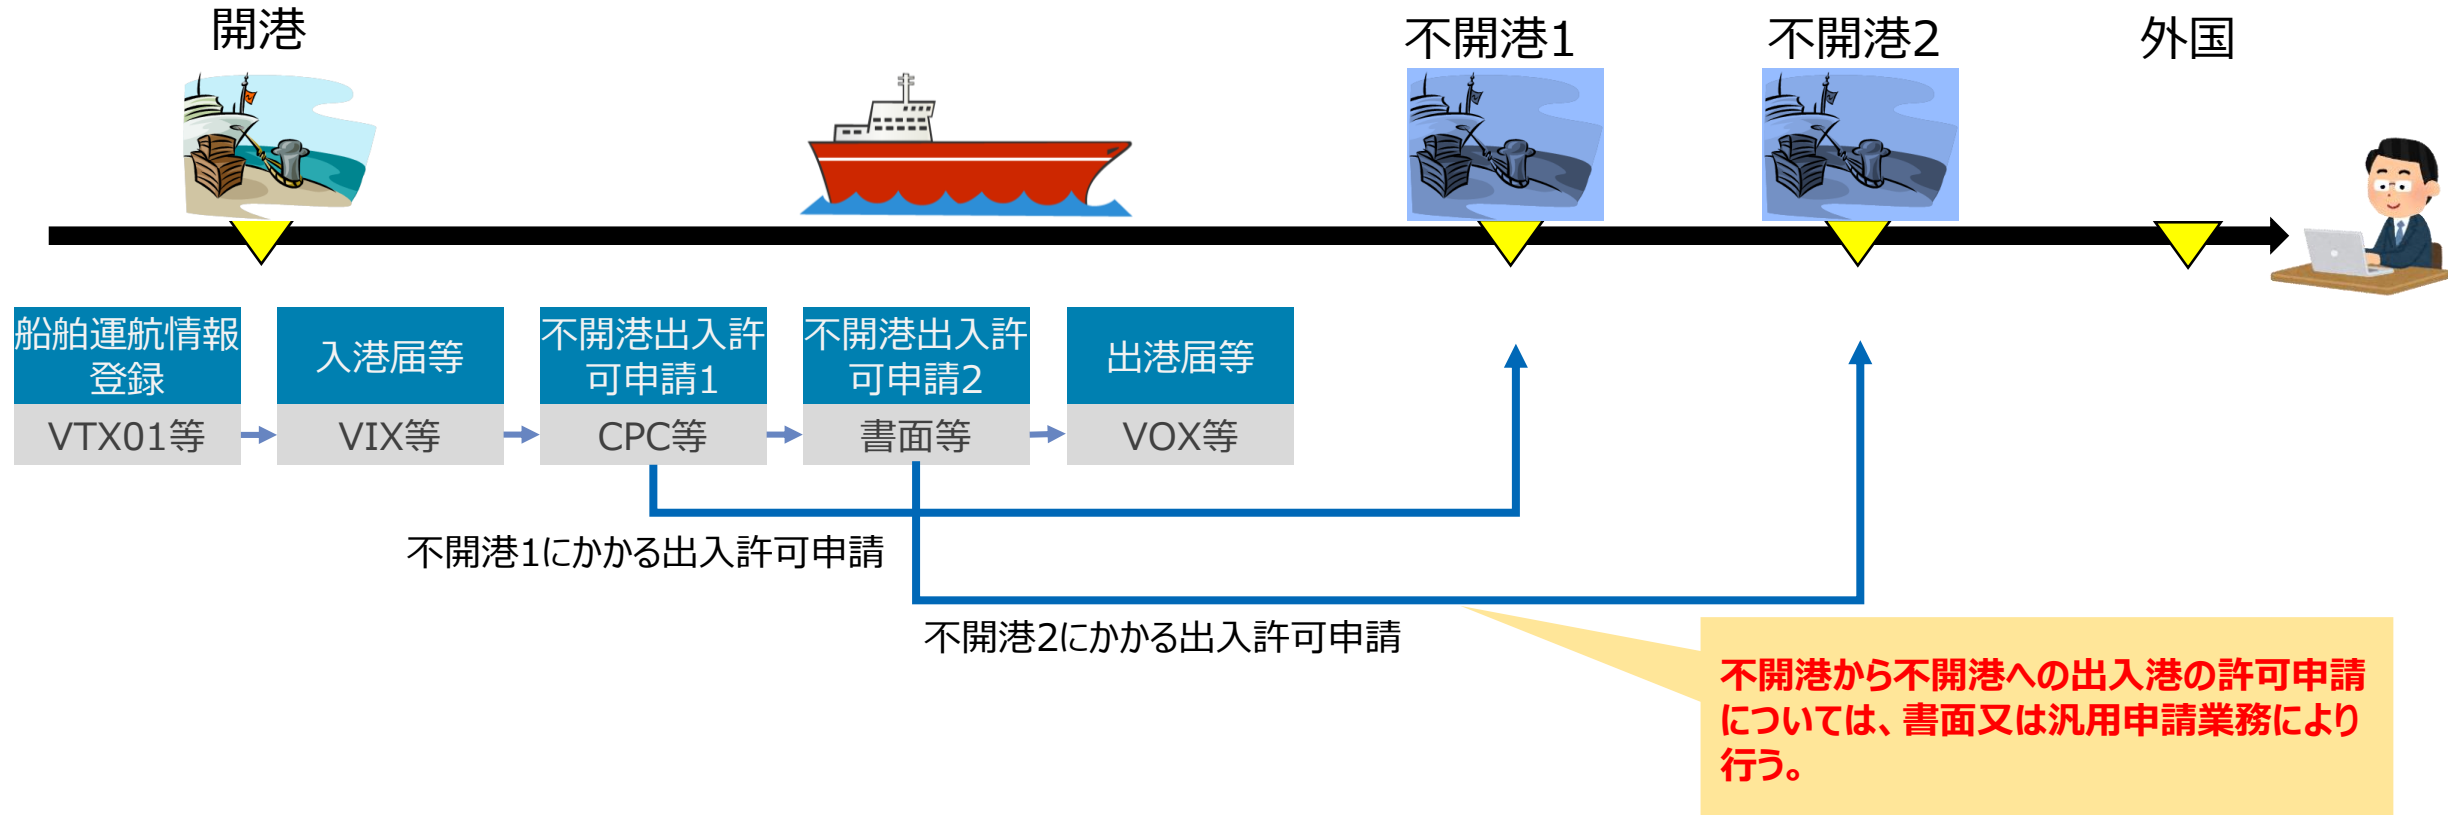 開港
不開港1
不開港2
外国
船舶運航情報
登録
VTX01等
入港届等
VIX等
不開港出入許
可申請1
CPC等
不開港出入許
可申請2
書面等
出港届等
VOX等
不開港1にかかる出入許可申請
不開港2にかかる出入許可申請
不開港から不開港への出入港の許可申請
については、書面又は汎用申請業務により
行う。